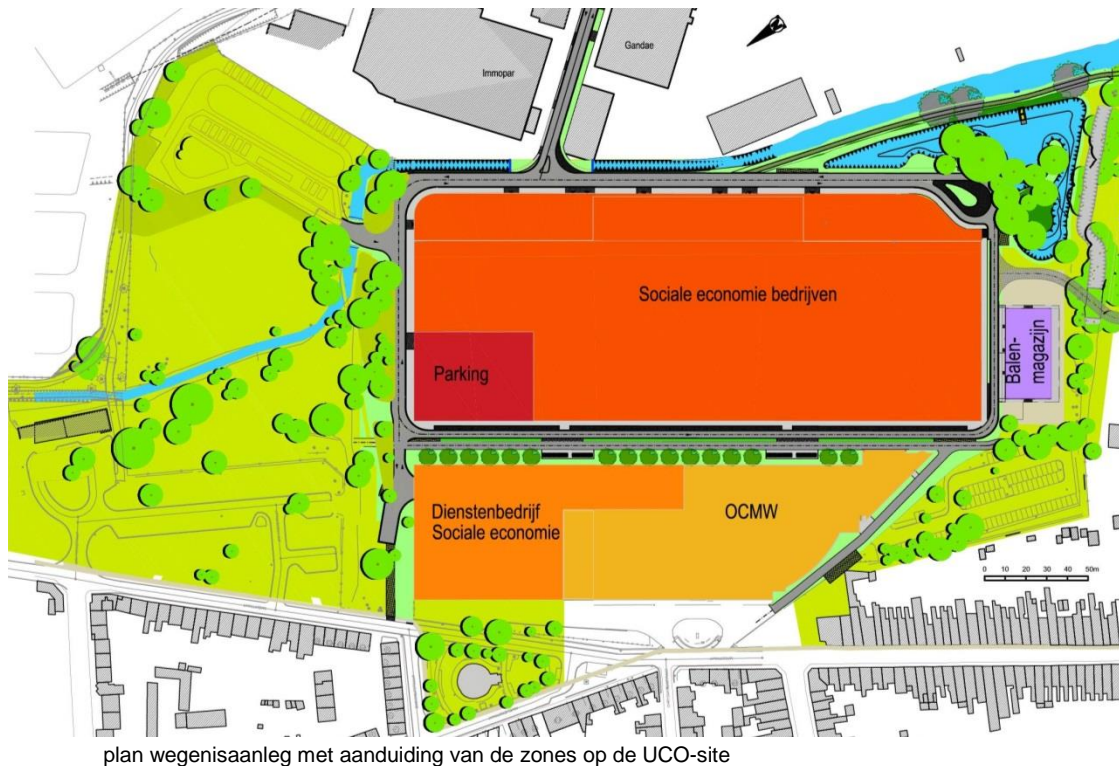 Gandae
Immopar
Sociale economie bedrijven
Parking
Balen-
magazijn
Dienstenbedrijf
Sociale economie
OCMW
0 10 20 30 40 50m
plan wegenisaanleg met aanduiding van de zones op de UCO-site